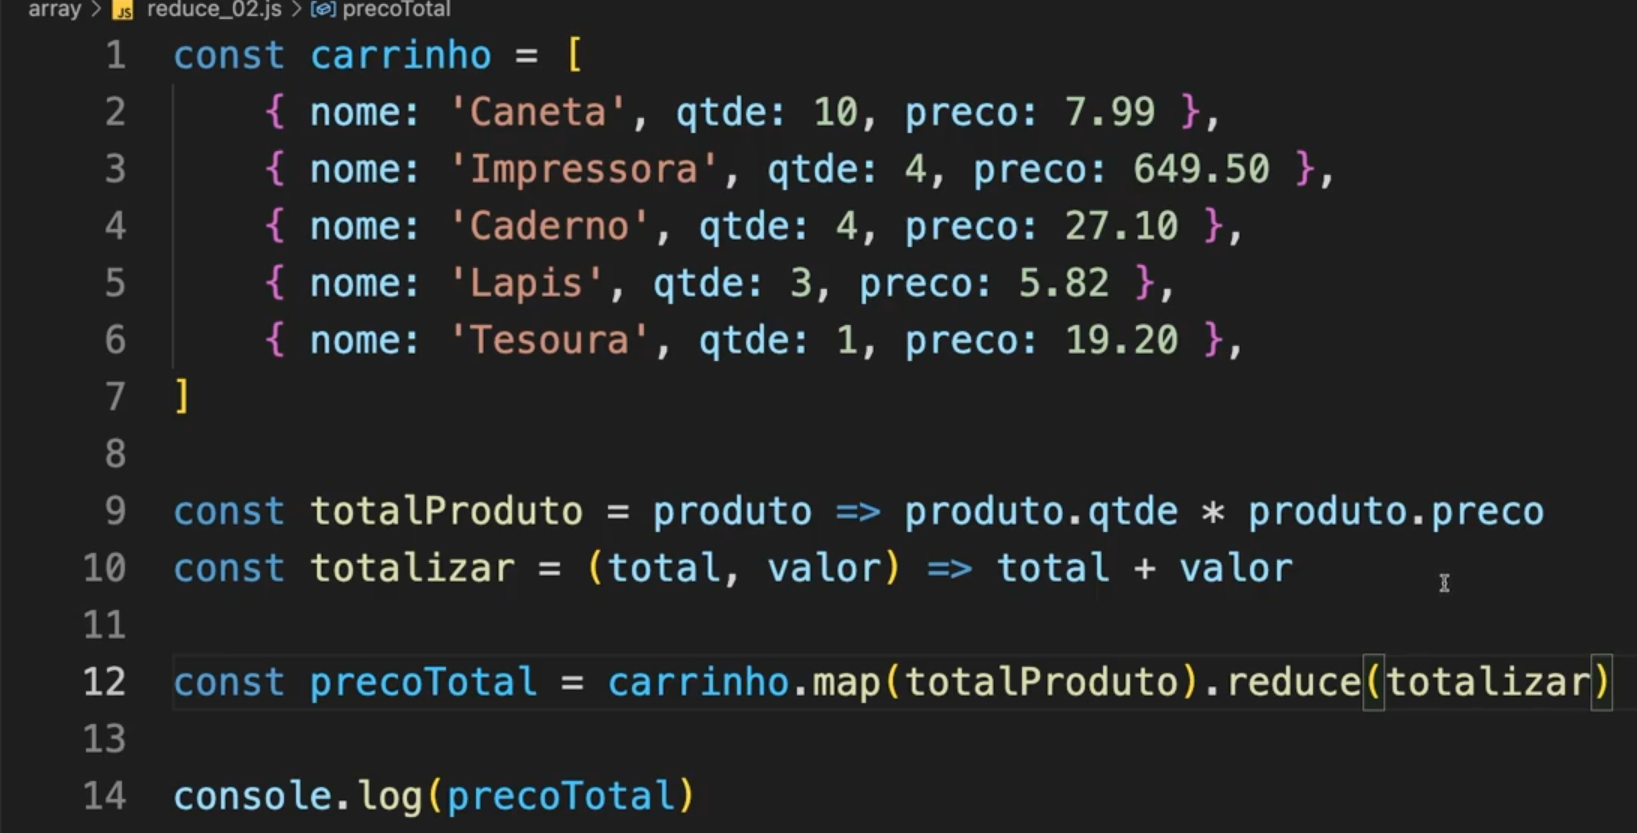 array > JS reduce_02.js > precoTotal
1 const carrinho = [
2     { nome: 'Caneta', qtde: 10, preco: 7.99 },
3     { nome: 'Impressora', qtde: 4, preco: 649.50 },
4     { nome: 'Caderno', qtde: 4, preco: 27.10 },
5     { nome: 'Lapis', qtde: 3, preco: 5.82 },
6     { nome: 'Tesoura', qtde: 1, preco: 19.20 },
7 ]
8
9 const totalProduto = produto => produto.qtde * produto.preco
10 const totalizar = (total, valor) => total + valor
11
12 const precoTotal = carrinho.map(totalProduto).reduce(totalizar)
13
14 console.log(precoTotal)